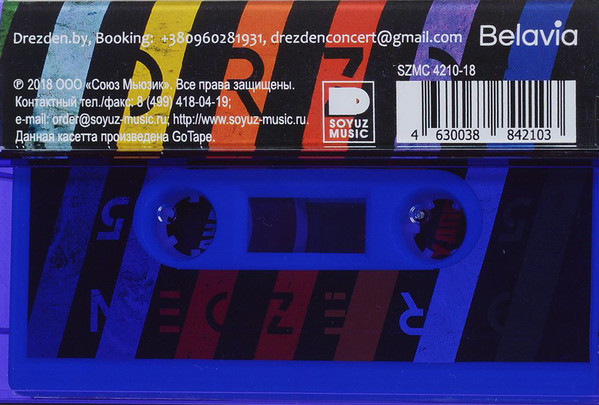 Drezden.by, Booking: +380960281931, drezdenconcert@gmail.com
Belavia
DREZD
SZMC 4210-18
℗ 2018 ООО «Союз Мьюзик». Все права защищены.
Контактный тел./факс: 8 (499) 418-04-19;
e-mail: order@soyuz-music.ru; http://www.soyuz-music.ru.
Данная кассета произведена GoTape.
SOYUZ
MUSIC
4 630038 842103